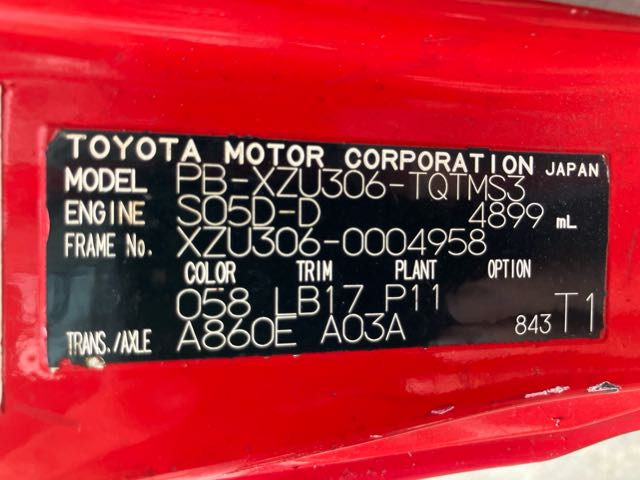 TOYOTA MOTOR CORPORATION JAPAN
MODEL PB-XZU306-TQTMS3
ENGINE S05D-D 4899 mL
FRAME No. XZU306-0004958
COLOR TRIM PLANT OPTION
058 LB17 P11
TRANS./AXLE A860E A03A 843 T1